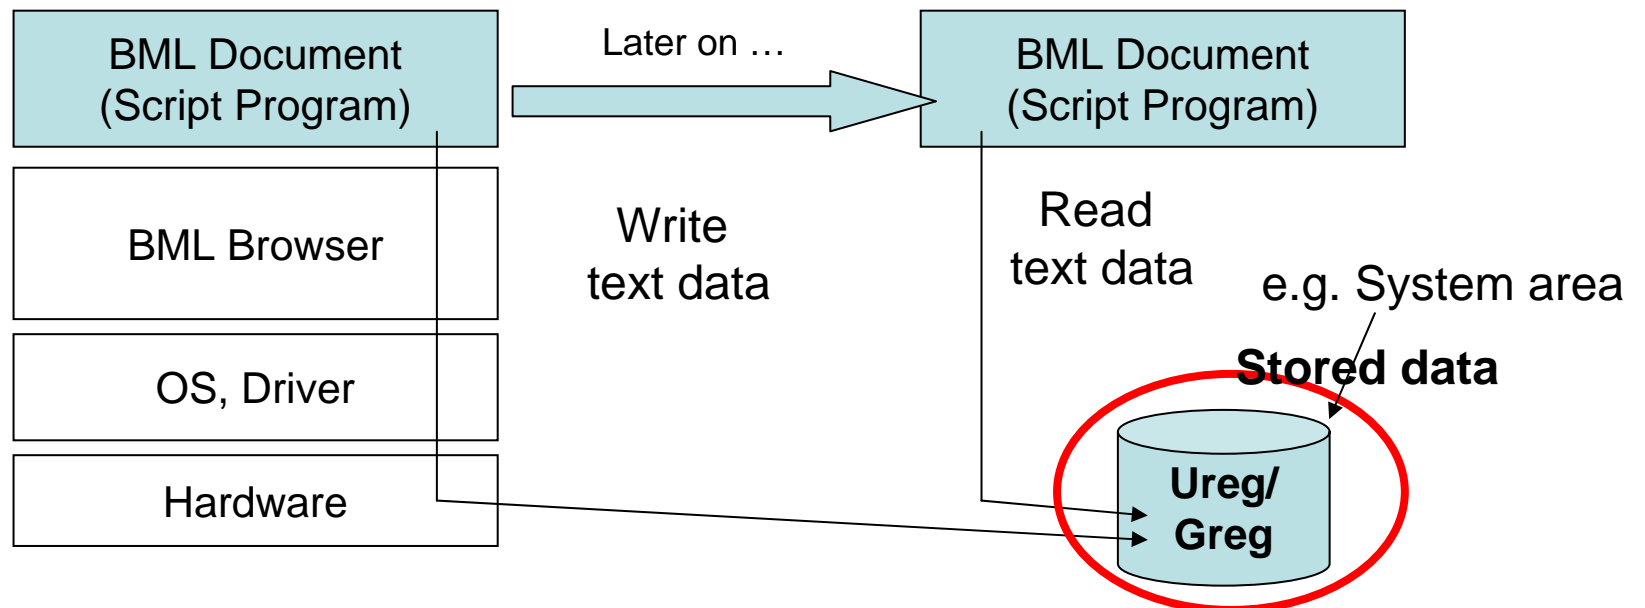 BML Document
(Script Program)
Later on …
BML Document
(Script Program)
BML Browser
Write
text data
Read
text data
e.g. System area
Stored data
OS, Driver
Hardware
Ureg/
Greg